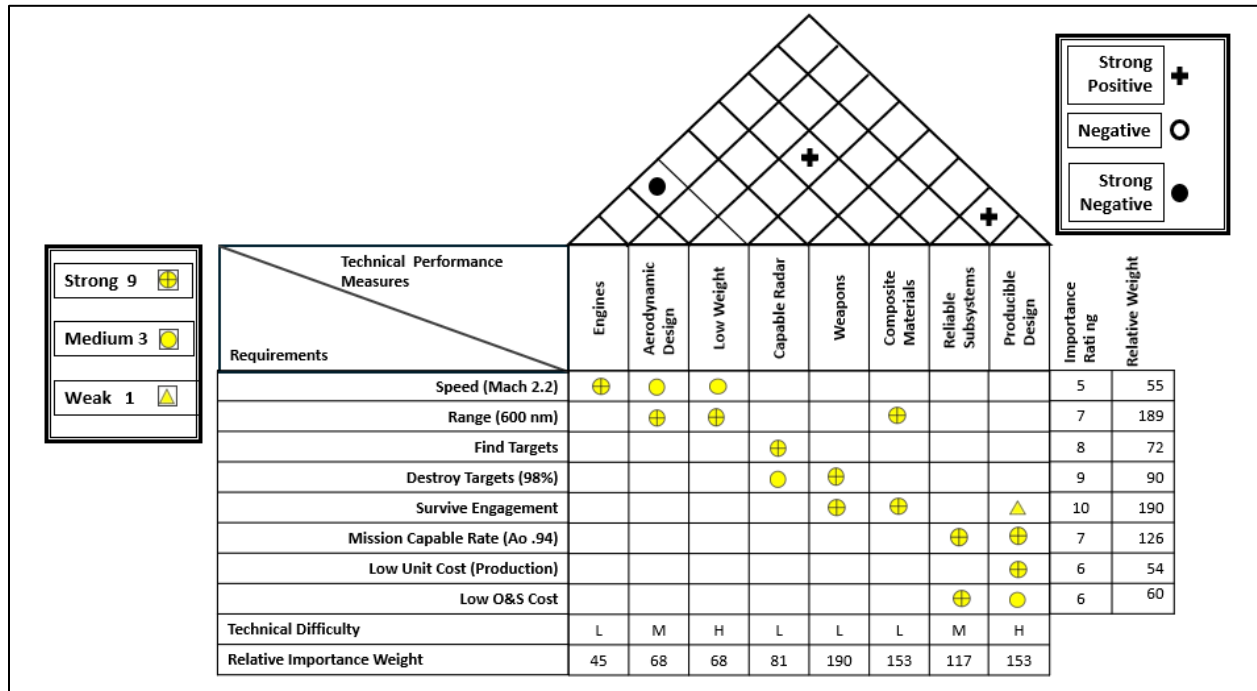 Strong
Positive
Negative
Strong
Negative
Strong 9
Medium 3
Weak 1
Technical Performance
Measures
Requirements
Engines
Aerodynamic
Design
Low Weight
Capable Radar
Weapons
Composite
Materials
Reliable
Subsystems
Producible
Design
Importance
Rati ng
Relative Weight
Speed (Mach 2.2) 5 55
Range (600 nm) 7 189
Find Targets 8 72
Destroy Targets (98%) 9 90
Survive Engagement 10 190
Mission Capable Rate (Ao .94) 7 126
Low Unit Cost (Production) 6 54
Low O&S Cost 6 60
Technical Difficulty L M H L L L M H
Relative Importance Weight 45 68 68 81 190 153 117 153